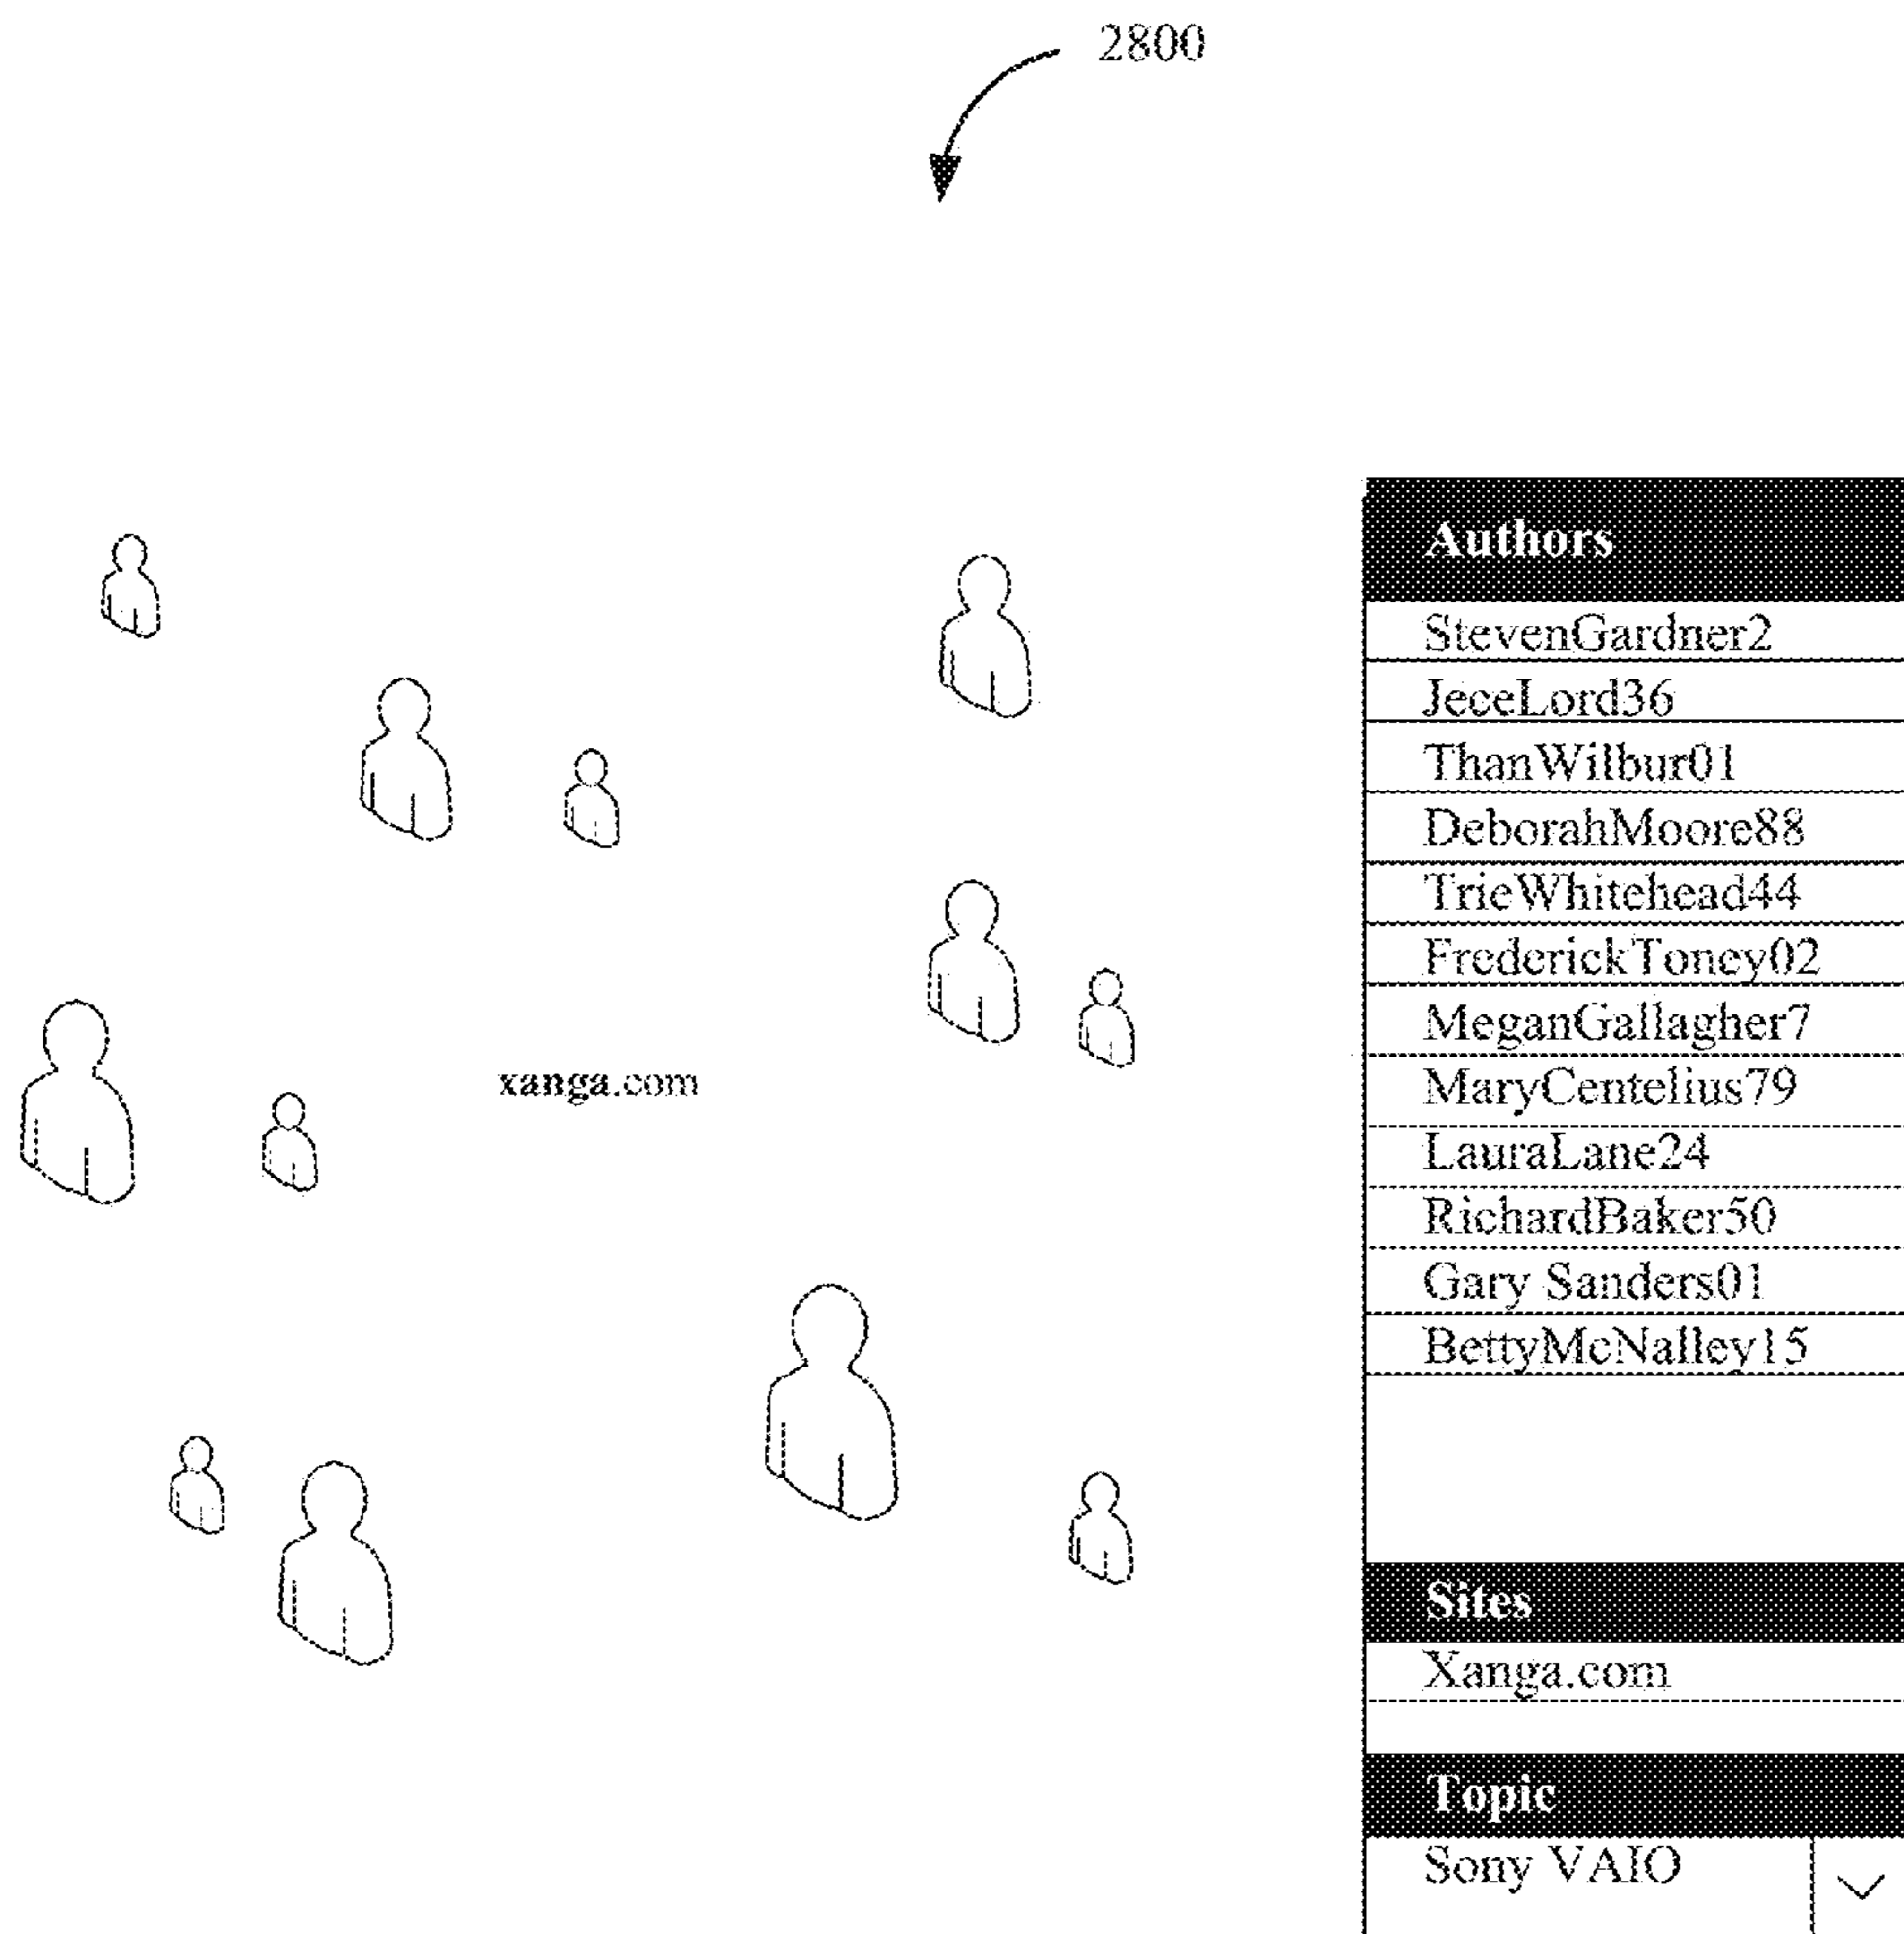 2800
xanga.com
Authors
StevenGardner2
JeceLord36
ThanWilbur01
DeborahMoore88
TrieWhitehead44
FrederickToney02
MeganGallagher7
MaryCentelius79
LauraLane24
RichardBaker50
Gary Sanders01
BettyMcNalley15
Sites
Xanga.com
Topic
Sony VAIO